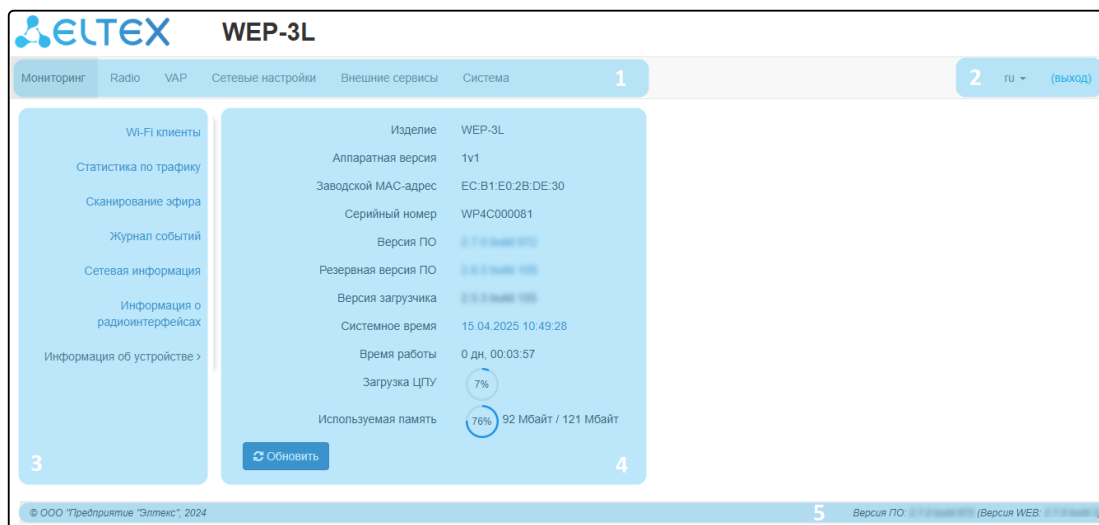 ELTEX WEP-3L
Мониторинг Radio VAP Сетевые настройки Внешние сервисы Система 1 2 ru (выход)
Wi-Fi клиенты
Статистика по трафику
Сканирование эфира
Журнал событий
Сетевая информация
Информация о
радиоинтерфейсах
Информация об устройстве >
3
Изделие WEP-3L
Аппаратная версия 1v1
Заводской MAC-адрес EC:B1:E0:2B:DE:30
Серийный номер WP4C000081
Версия ПО
Резервная версия ПО
Версия загрузчика
Системное время 15.04.2025 10:49:28
Время работы 0 дн, 00:03:57
Загрузка ЦПУ 7%
Используемая память 76% 92 Мбайт / 121 Мбайт
Обновить
4
© ООО "Предприятие "Элтекс", 2024 5 Версия ПО: (Версия WEB: